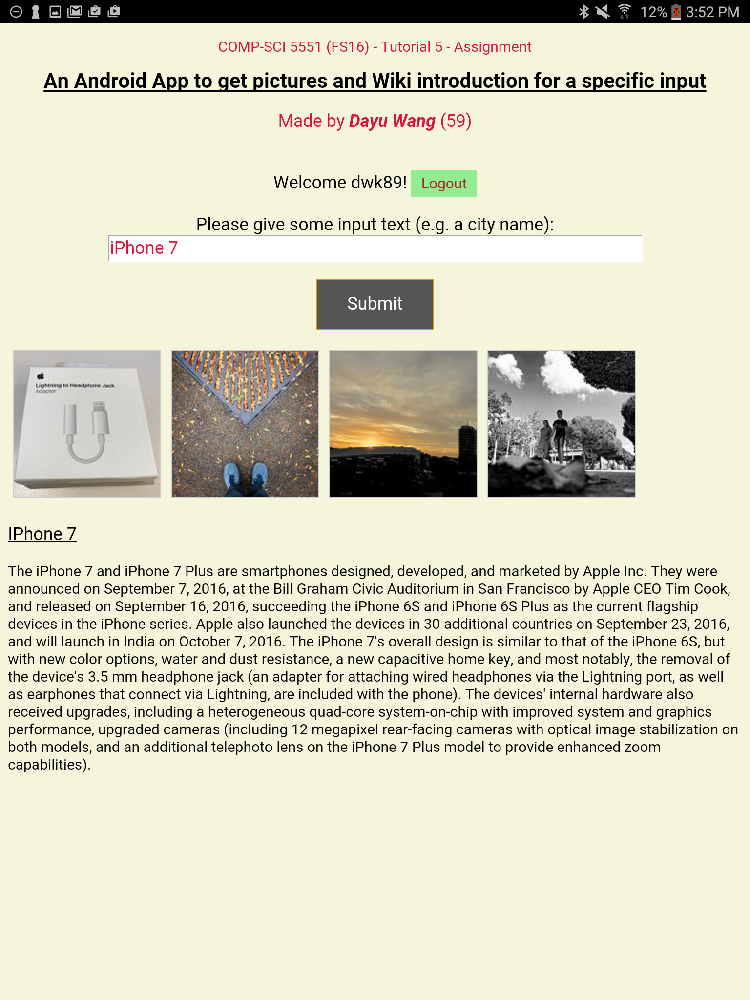 12% 3:52 PM
COMP-SCI 5551 (FS16) - Tutorial 5 - Assignment
An Android App to get pictures and Wiki introduction for a specific input
Made by Dayu Wang (59)
Welcome dwk89! Logout
Please give some input text (e.g. a city name):
iPhone 7
Submit
Lightning to Headphone Jack
Adapter
IPhone 7
The iPhone 7 and iPhone 7 Plus are smartphones designed, developed, and marketed by Apple Inc. They were
announced on September 7, 2016, at the Bill Graham Civic Auditorium in San Francisco by Apple CEO Tim Cook,
and released on September 16, 2016, succeeding the iPhone 6S and iPhone 6S Plus as the current flagship
devices in the iPhone series. Apple also launched the devices in 30 additional countries on September 23, 2016,
and will launch in India on October 7, 2016. The iPhone 7's overall design is similar to that of the iPhone 6S, but
with new color options, water and dust resistance, a new capacitive home key, and most notably, the removal of
the device's 3.5 mm headphone jack (an adapter for attaching wired headphones via the Lightning port, as well
as earphones that connect via Lightning, are included with the phone). The devices' internal hardware also
received upgrades, including a heterogeneous quad-core system-on-chip with improved system and graphics
performance, upgraded cameras (including 12 megapixel rear-facing cameras with optical image stabilization on
both models, and an additional telephoto lens on the iPhone 7 Plus model to provide enhanced zoom
capabilities).